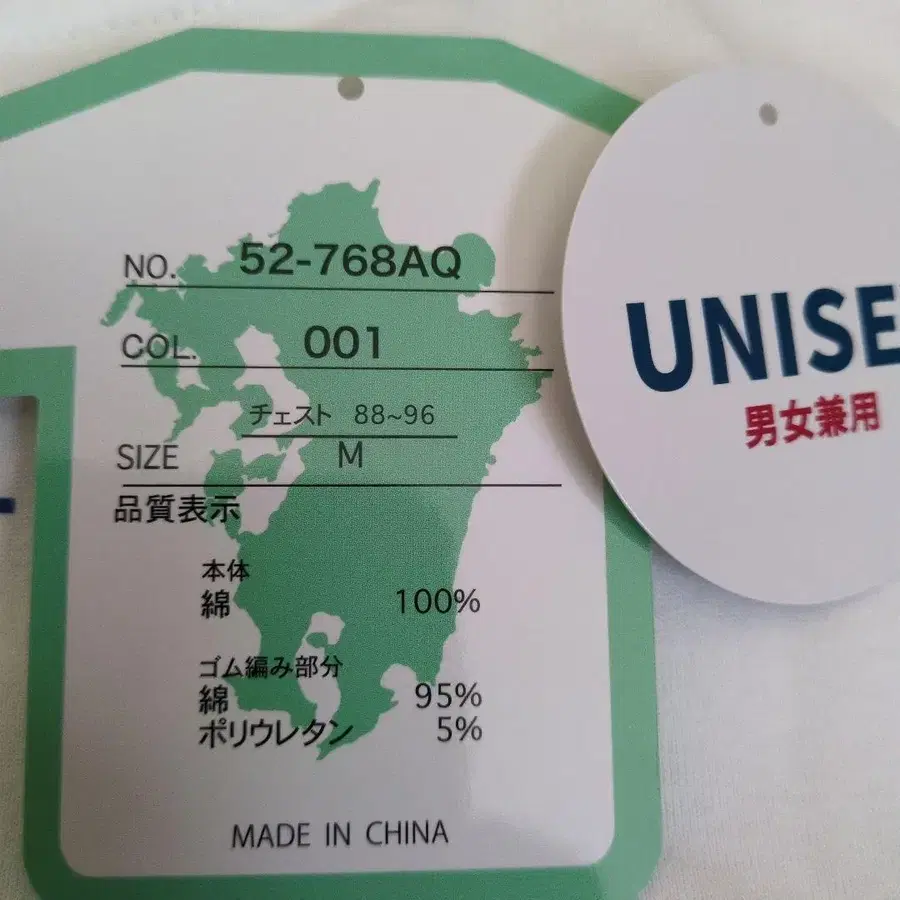 NO. 52-768AQ
COL. 001
チェスト 88~96
SIZE M
品質表示
本体
綿 100%
ゴム編み部分
綿 95%
ポリウレタン 5%
MADE IN CHINA
UNISE
男女兼用